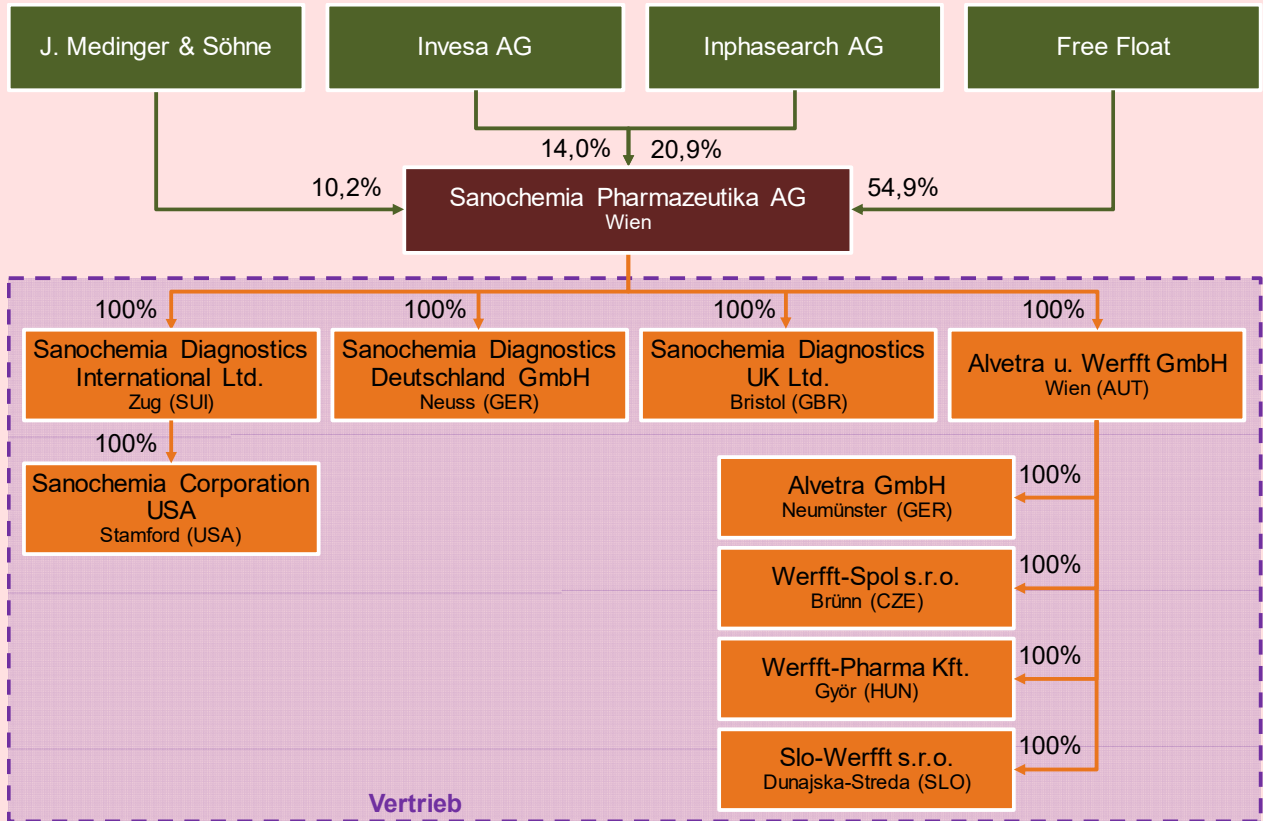 J. Medinger & Söhne
Invesa AG
Inphasearch AG
Free Float
14,0%
20,9%
10,2%
54,9%
Sanochemia Pharmazeutika AG
Wien
100%
100%
100%
100%
Sanochemia Diagnostics
International Ltd.
Zug (SUI)
Sanochemia Diagnostics
Deutschland GmbH
Neuss (GER)
Sanochemia Diagnostics
UK Ltd.
Bristol (GBR)
Alvetra u. Werfft GmbH
Wien (AUT)
100%
Sanochemia Corporation
USA
Stamford (USA)
Alvetra GmbH
Neumünster (GER)
100%
Werfft-Spol s.r.o.
Brünn (CZE)
100%
Werfft-Pharma Kft.
Györ (HUN)
100%
Slo-Werfft s.r.o.
Dunajska-Streda (SLO)
100%
Vertrieb